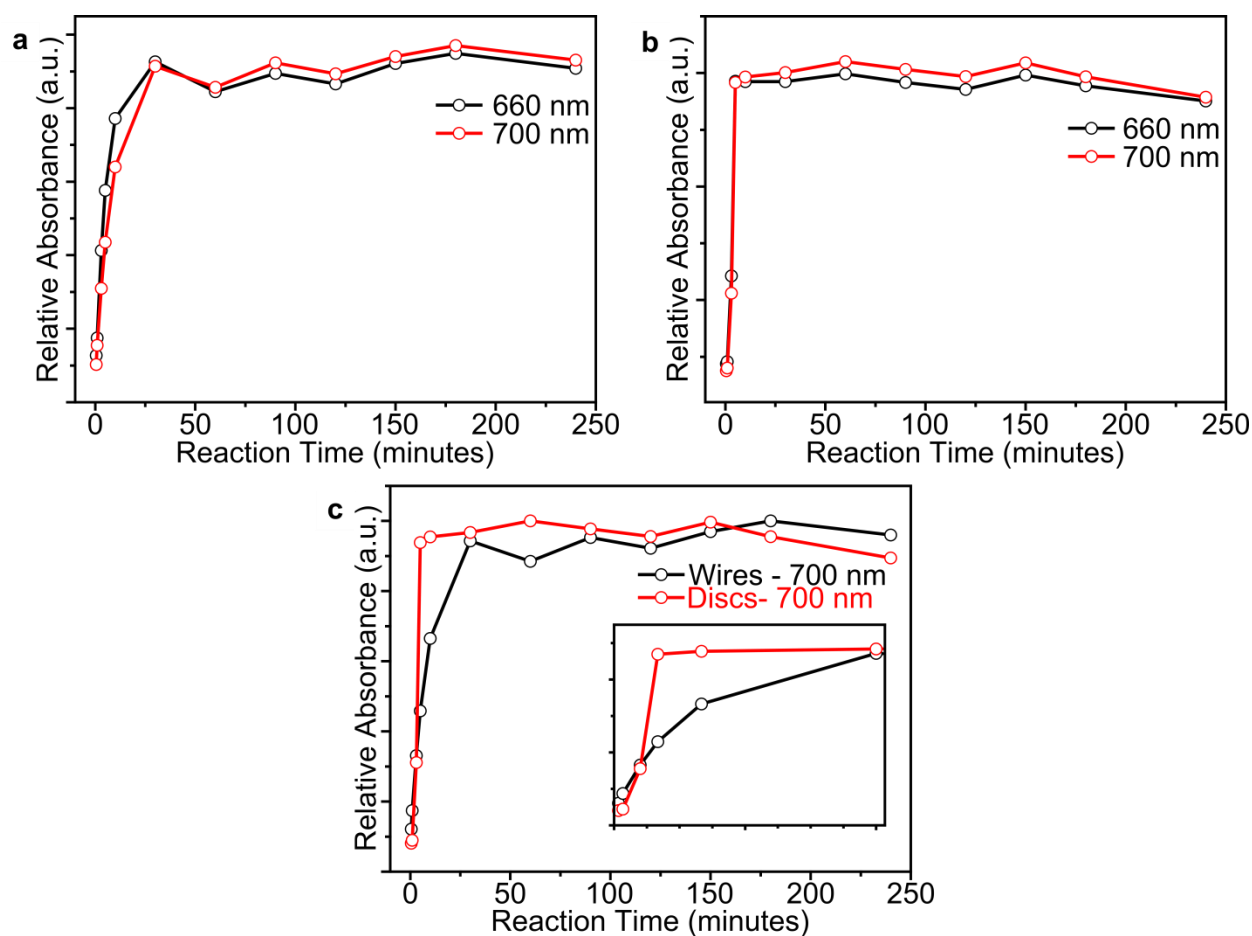 a
Relative Absorbance (a.u.)
660 nm
700 nm
0 50 100 150 200 250
Reaction Time (minutes)
b
Relative Absorbance (a.u.)
660 nm
700 nm
0 50 100 150 200 250
Reaction Time (minutes)
c
Relative Absorbance (a.u.)
Wires - 700 nm
Discs- 700 nm
0 50 100 150 200 250
Reaction Time (minutes)